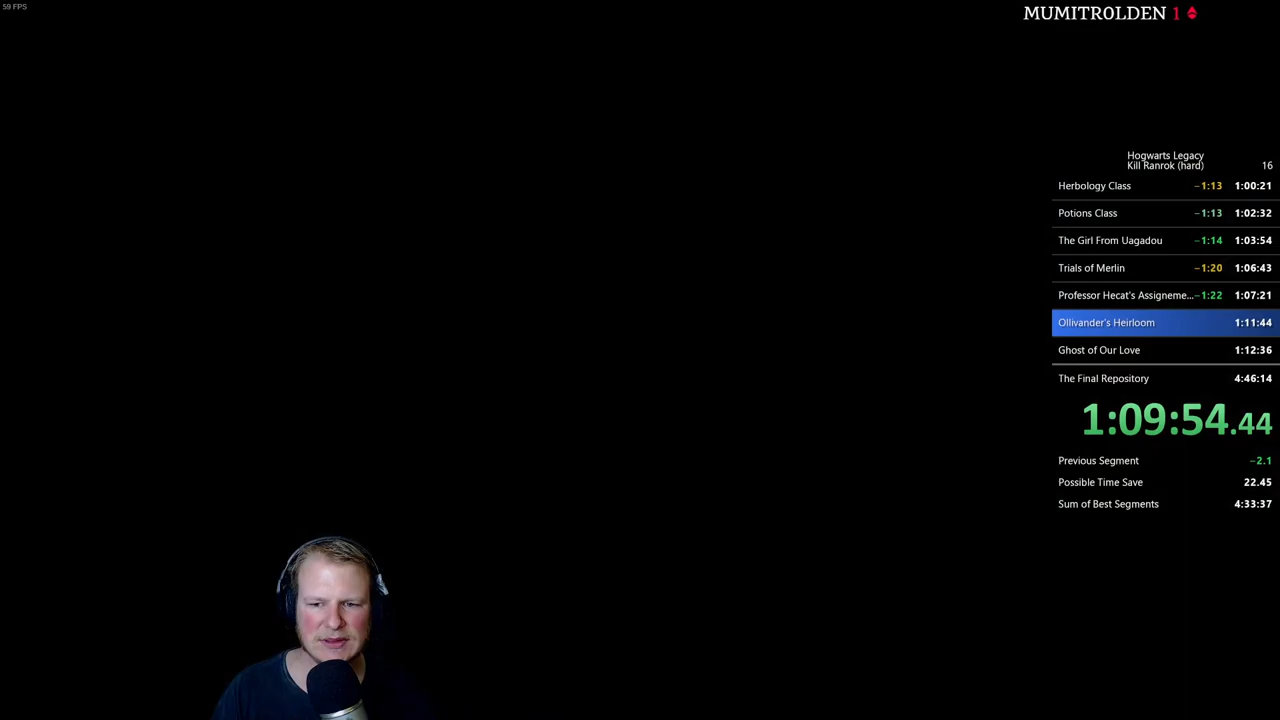 59 FPS
MUMITR0LDEN 1
Hogwarts Legacy
Kill Ranrok (hard) 16
Herbology Class −1:13 1:00:21
Potions Class −1:13 1:02:32
The Girl From Uagadou −1:14 1:03:54
Trials of Merlin −1:20 1:06:43
Professor Hecat's Assigneme... −1:22 1:07:21
Ollivander's Heirloom 1:11:44
Ghost of Our Love 1:12:36
The Final Repository 4:46:14
1:09:54.44
Previous Segment −2.1
Possible Time Save 22.45
Sum of Best Segments 4:33:37